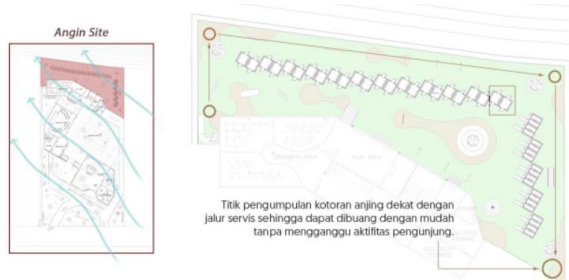 Angin Site
Titik pengumpulan kotoran anjing dekat dengan
jalur servis sehingga dapat dibuang dengan mudah
tanpa mengganggu aktifitas pengunjung.